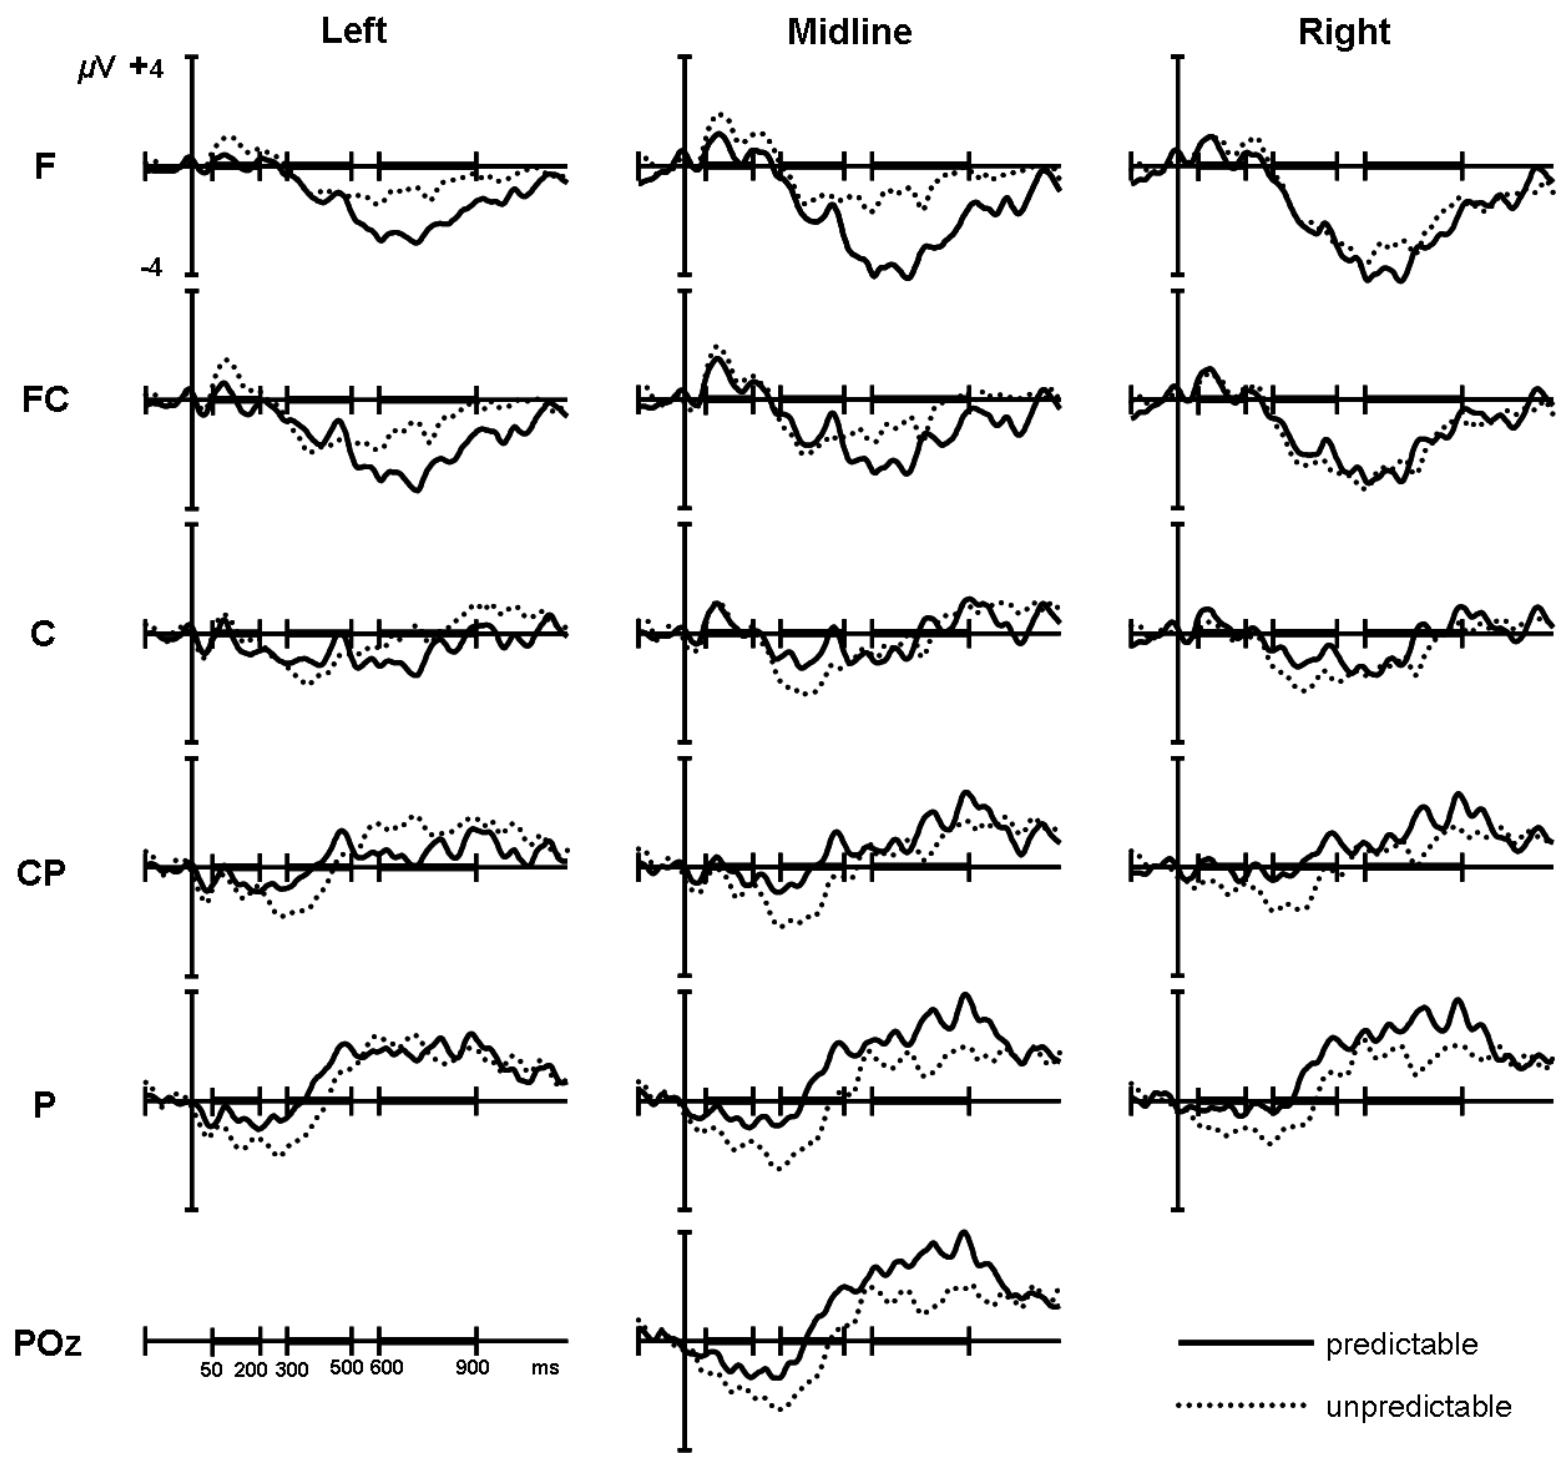 Left Midline Right
µV +4
F
-4
FC
C
CP
P
POz
50 200 300 500 600 900 ms
predictable
unpredictable